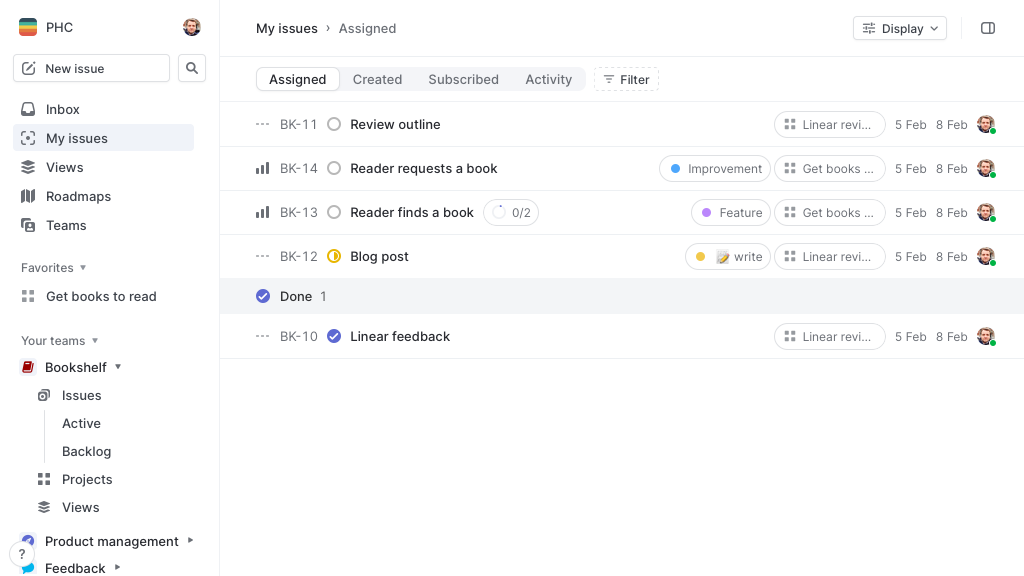 PHC
New issue
Inbox
My issues
Views
Roadmaps
Teams
Favorites
Get books to read
Your teams
Bookshelf
Issues
Active
Backlog
Projects
Views
Product management
?
Feedback
My issues › Assigned
Display
Assigned Created Subscribed Activity Filter
BK-11 Review outline Linear revi... 5 Feb 8 Feb
BK-14 Reader requests a book Improvement Get books ... 5 Feb 8 Feb
BK-13 Reader finds a book 0/2 Feature Get books ... 5 Feb 8 Feb
BK-12 Blog post 📝 write Linear revi... 5 Feb 8 Feb
Done 1
BK-10 Linear feedback Linear revi... 5 Feb 8 Feb